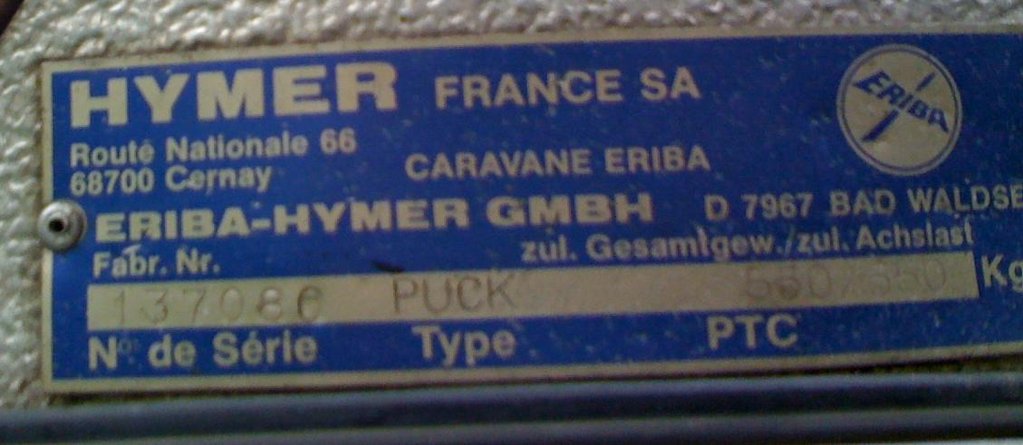 HYMER FRANCE SA
ERIBA
Route Nationale 66
68700 Cernay
CARAVANE ERIBA
ERIBA-HYMER GMBH D 7967 BAD WALDSE
Fabr. Nr. zul. Gesamtgew./zul. Achslast
137086 PUCK Kg
N° de Série Type PTC